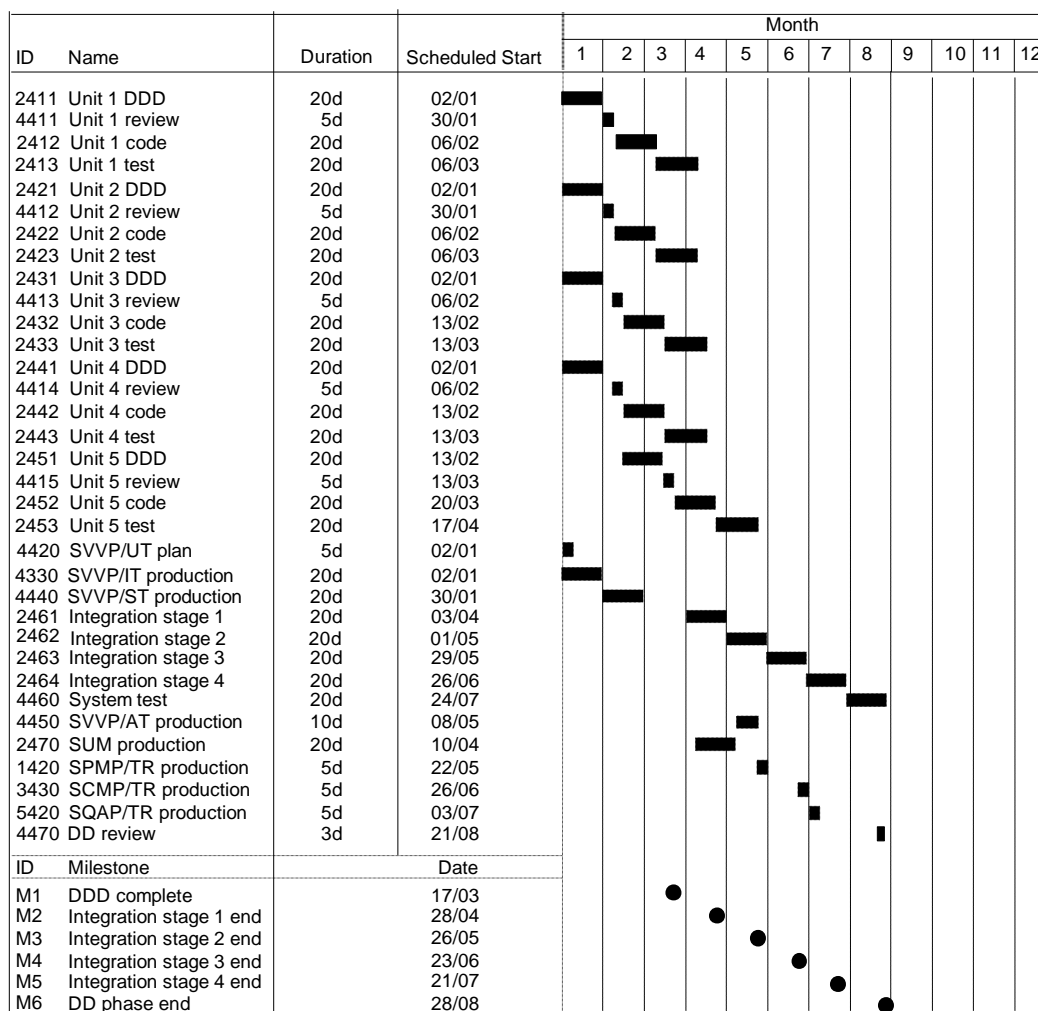 Month
ID Name Duration Scheduled Start 1 2 3 4 5 6 7 8 9 10 11 12
2411 Unit 1 DDD 20d 02/01
4411 Unit 1 review 5d 30/01
2412 Unit 1 code 20d 06/02
2413 Unit 1 test 20d 06/03
2421 Unit 2 DDD 20d 02/01
4412 Unit 2 review 5d 30/01
2422 Unit 2 code 20d 06/02
2423 Unit 2 test 20d 06/03
2431 Unit 3 DDD 20d 02/01
4413 Unit 3 review 5d 06/02
2432 Unit 3 code 20d 13/02
2433 Unit 3 test 20d 13/03
2441 Unit 4 DDD 20d 02/01
4414 Unit 4 review 5d 06/02
2442 Unit 4 code 20d 13/02
2443 Unit 4 test 20d 13/03
2451 Unit 5 DDD 20d 13/02
4415 Unit 5 review 5d 13/03
2452 Unit 5 code 20d 20/03
2453 Unit 5 test 20d 17/04
4420 SVVP/UT plan 5d 02/01
4330 SVVP/IT production 20d 02/01
4440 SVVP/ST production 20d 30/01
2461 Integration stage 1 20d 03/04
2462 Integration stage 2 20d 01/05
2463 Integration stage 3 20d 29/05
2464 Integration stage 4 20d 26/06
4460 System test 20d 24/07
4450 SVVP/AT production 10d 08/05
2470 SUM production 20d 10/04
1420 SPMP/TR production 5d 22/05
3430 SCMP/TR production 5d 26/06
5420 SQAP/TR production 5d 03/07
4470 DD review 3d 21/08
ID Milestone Date
M1 DDD complete 17/03
M2 Integration stage 1 end 28/04
M3 Integration stage 2 end 26/05
M4 Integration stage 3 end 23/06
M5 Integration stage 4 end 21/07
M6 DD phase end 28/08